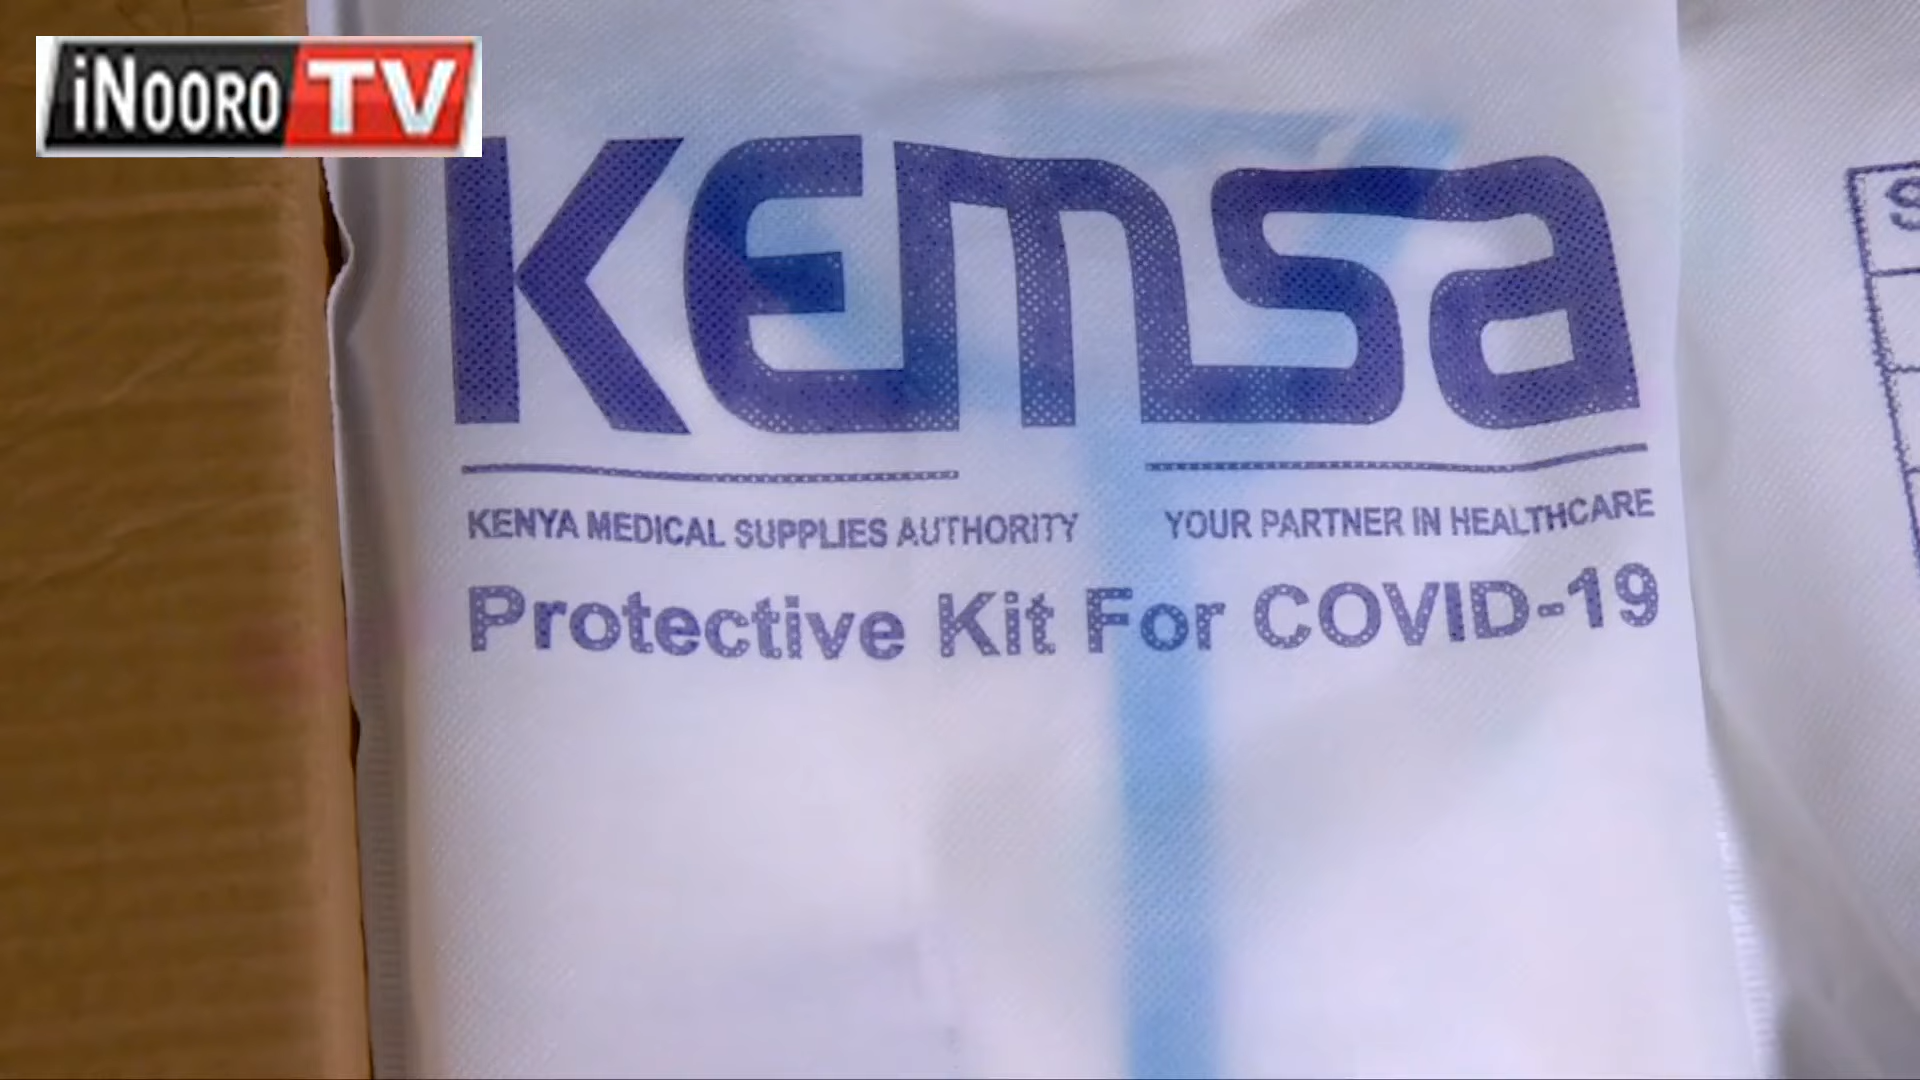 iNOORO TV
KEMSA
KENYA MEDICAL SUPPLIES AUTHORITY YOUR PARTNER IN HEALTHCARE
Protective Kit For COVID-19